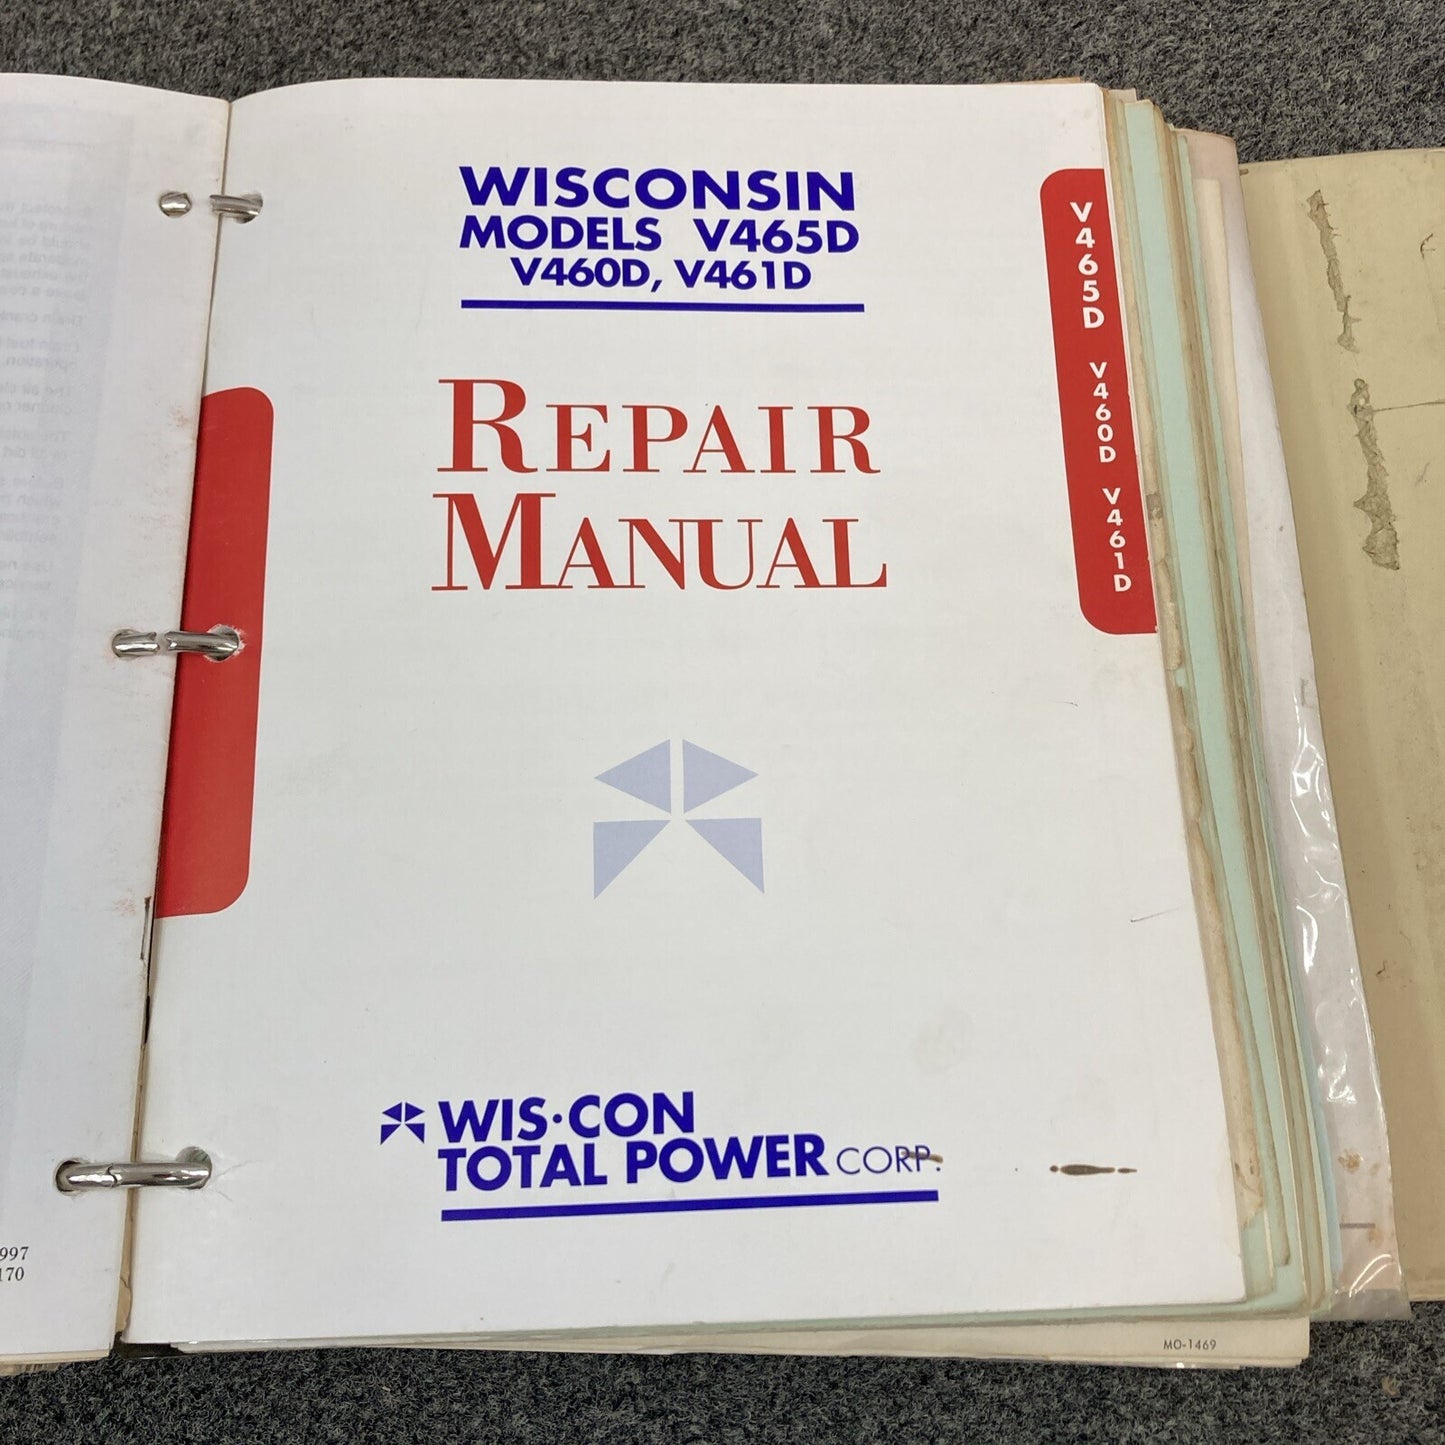 WISCONSIN
MODELS V465D
V460D, V461D
REPAIR
MANUAL
V465D V460D V461D
WIS·CON
TOTAL POWER CORP.
997
170
MO-1469